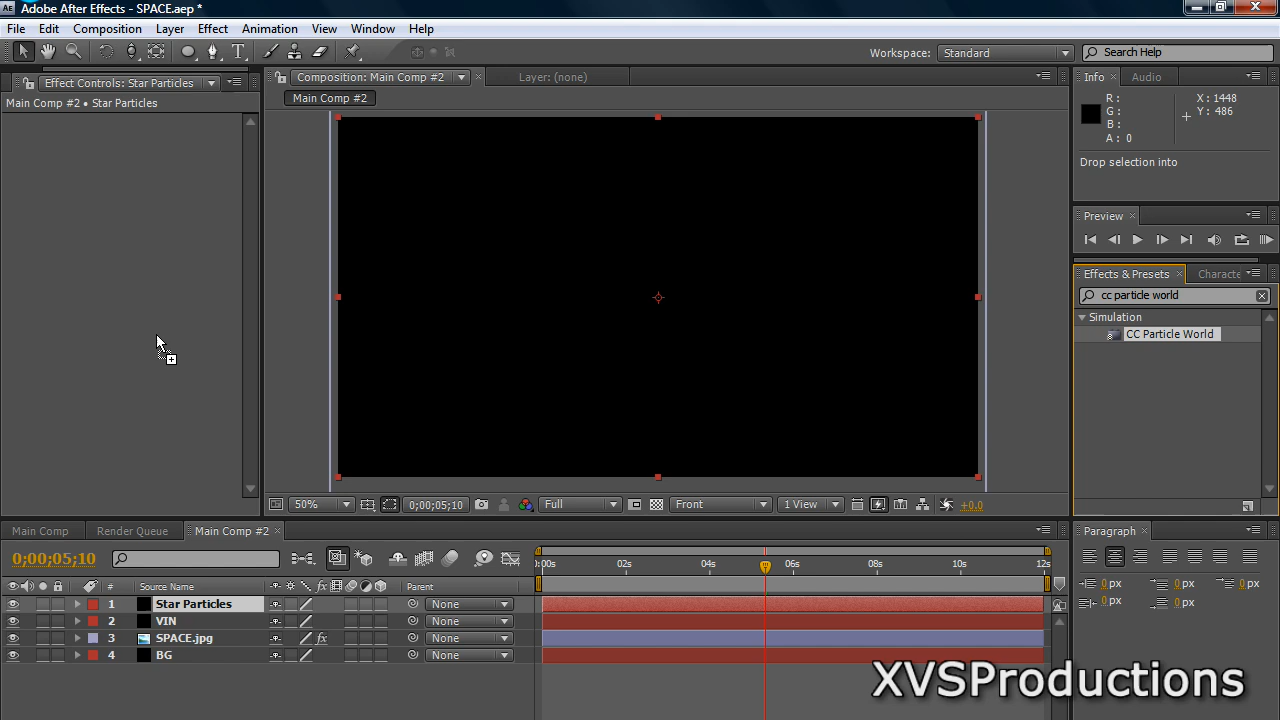 Adobe After Effects - SPACE.aep *
File Edit Composition Layer Effect Animation View Window Help
Workspace: Standard Search Help
Effect Controls: Star Particles
Main Comp #2 • Star Particles
Composition: Main Comp #2 Layer: (none)
Main Comp #2
Info Audio
R: X: 1448
G: Y: 486
B:
A: 0
Drop selection into
Preview
Effects & Presets Characte
cc particle world
Simulation
CC Particle World
50% 0;00;05;10 Full Front 1 View +0.0
Main Comp Render Queue Main Comp #2
0;00;05;10
0:00s 02s 04s 06s 08s 10s 12s
# Source Name Parent
1 Star Particles None
2 VIN None
3 SPACE.jpg fx None
4 BG None
Paragraph
0 px 0 px 0 px
0 px 0 px
XVSProductions